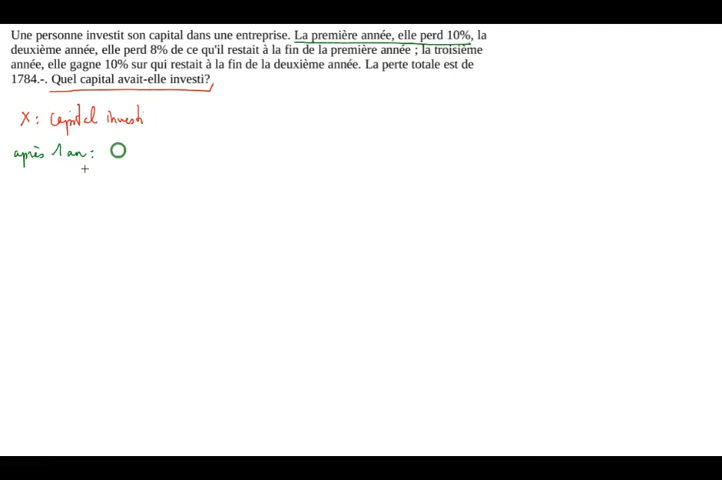 Une personne investit son capital dans une entreprise. La première année, elle perd 10%, la
deuxième année, elle perd 8% de ce qu'il restait à la fin de la première année ; la troisième
année, elle gagne 10% sur qui restait à la fin de la deuxième année. La perte totale est de
1784.-. Quel capital avait-elle investi?
X : capital investi
après 1 an :